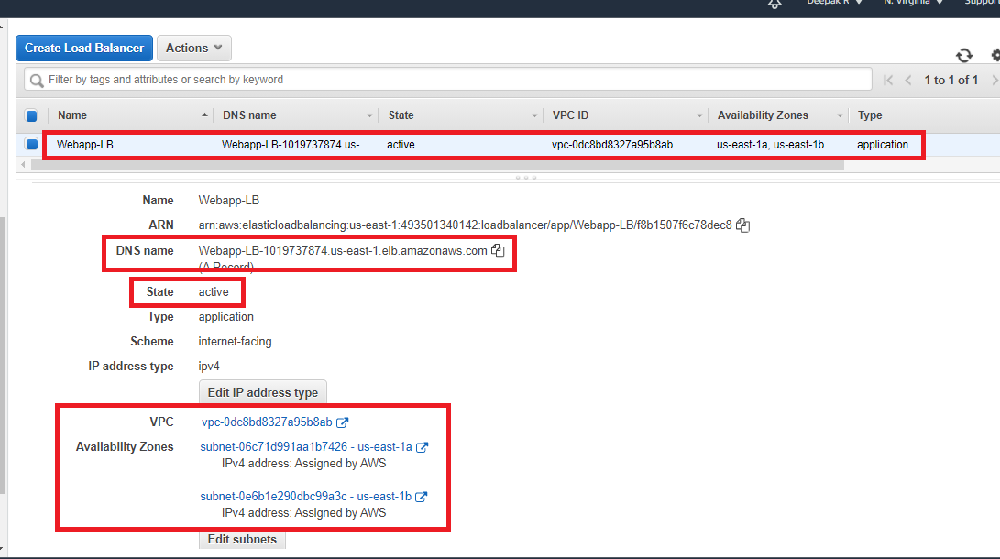 Deepak R N. Virginia Support
Create Load Balancer Actions
Filter by tags and attributes or search by keyword 1 to 1 of 1
Name DNS name State VPC ID Availability Zones Type
Webapp-LB Webapp-LB-1019737874.us-... active vpc-0dc8bd8327a95b8ab us-east-1a, us-east-1b application
Name Webapp-LB
ARN arn:aws:elasticloadbalancing:us-east-1:493501340142:loadbalancer/app/Webapp-LB/f8b1507f6c78dec8
DNS name Webapp-LB-1019737874.us-east-1.elb.amazonaws.com
(A Record)
State active
Type application
Scheme internet-facing
IP address type ipv4
Edit IP address type
VPC vpc-0dc8bd8327a95b8ab
Availability Zones subnet-06c71d991aa1b7426 - us-east-1a
IPv4 address: Assigned by AWS
subnet-0e6b1e290dbc99a3c - us-east-1b
IPv4 address: Assigned by AWS
Edit subnets